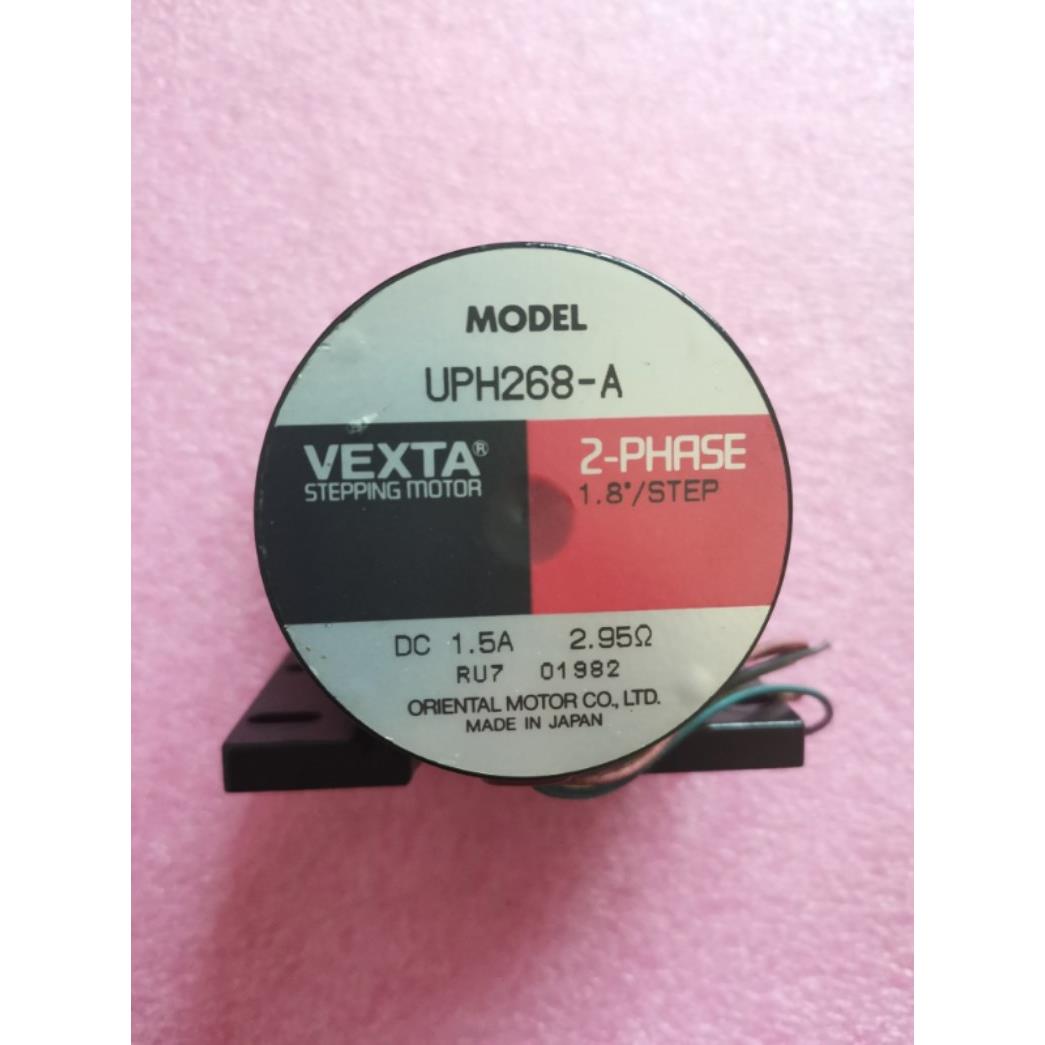 MODEL
UPH268-A
VEXTA®
STEPPING MOTOR
2-PHASE
1.8°/STEP
DC 1.5A 2.95Ω
RU7 01982
ORIENTAL MOTOR CO., LTD.
MADE IN JAPAN